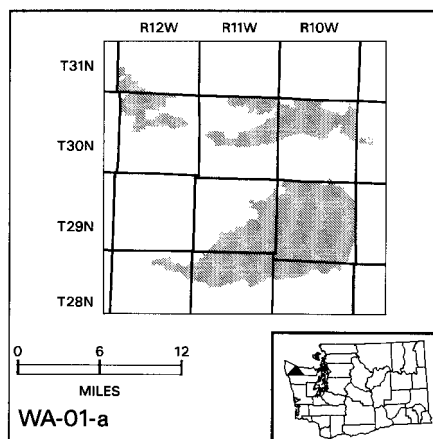 R12W R11W R10W
T31N
T30N
T29N
T28N
0 6 12
MILES
WA-01-a